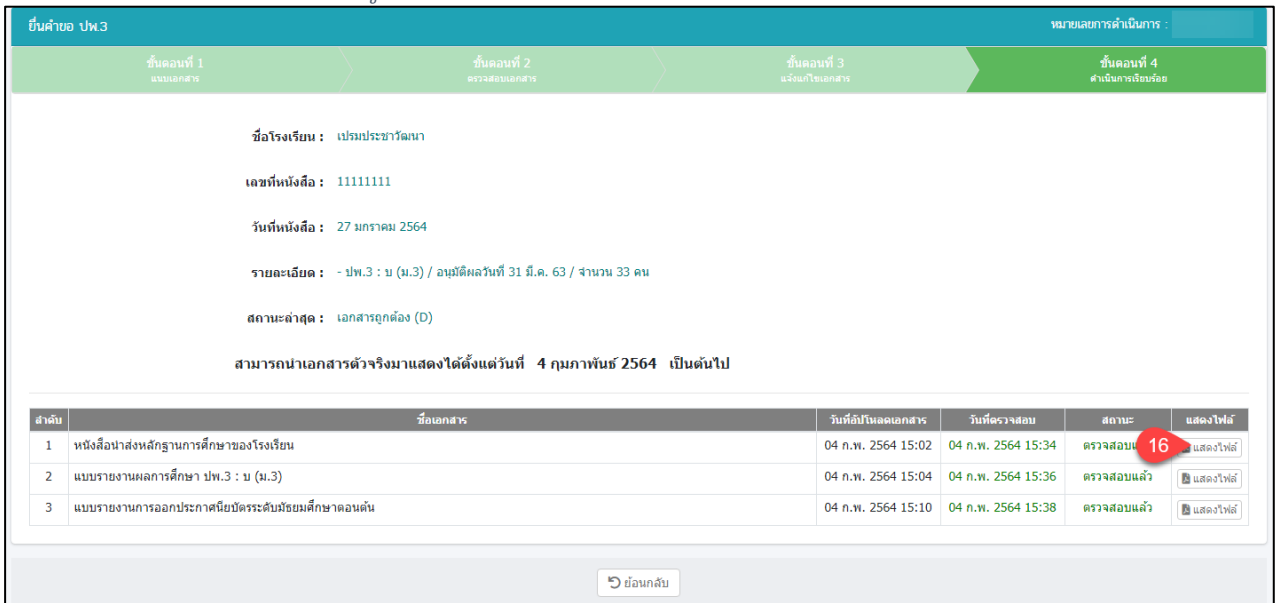 ยื่นคำขอ ปพ.3 หมายเลขการดำเนินการ :
ขั้นตอนที่ 1 ขั้นตอนที่ 2 ขั้นตอนที่ 3 ขั้นตอนที่ 4
แนบเอกสาร ตรวจสอบเอกสาร แจ้งแก้ไขเอกสาร ดำเนินการเรียบร้อย
ชื่อโรงเรียน : เปรมประชาวัฒนา
เลขที่หนังสือ : 11111111
วันที่หนังสือ : 27 มกราคม 2564
รายละเอียด : - ปพ.3 : บ (ม.3) / อนุมัติผลวันที่ 31 มี.ค. 63 / จำนวน 33 คน
สถานะล่าสุด : เอกสารถูกต้อง (D)
สามารถนำเอกสารตัวจริงมาแสดงได้ตั้งแต่วันที่ 4 กุมภาพันธ์ 2564 เป็นต้นไป
ลำดับ ชื่อเอกสาร วันที่อัปโหลดเอกสาร วันที่ตรวจสอบ สถานะ แสดงไฟล์
1 หนังสือนำส่งหลักฐานการศึกษาของโรงเรียน 04 ก.พ. 2564 15:02 04 ก.พ. 2564 15:34 ตรวจสอบแ 16 แสดงไฟล์
2 แบบรายงานผลการศึกษา ปพ.3 : บ (ม.3) 04 ก.พ. 2564 15:04 04 ก.พ. 2564 15:36 ตรวจสอบแล้ว แสดงไฟล์
3 แบบรายงานการออกประกาศนียบัตรระดับมัธยมศึกษาตอนต้น 04 ก.พ. 2564 15:10 04 ก.พ. 2564 15:38 ตรวจสอบแล้ว แสดงไฟล์
ย้อนกลับ